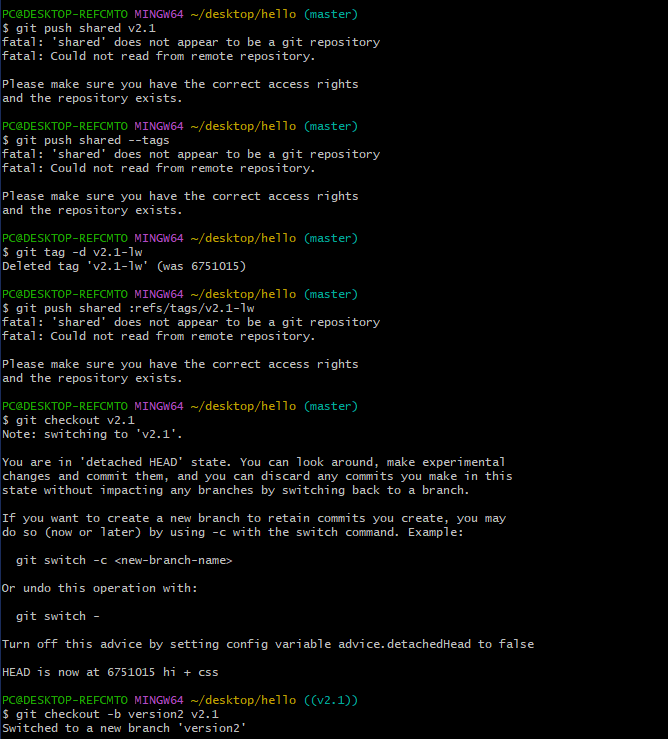 PC@DESKTOP-REFCMTO MINGW64 ~/desktop/hello (master)
$ git push shared v2.1
fatal: 'shared' does not appear to be a git repository
fatal: Could not read from remote repository.
Please make sure you have the correct access rights
and the repository exists.
PC@DESKTOP-REFCMTO MINGW64 ~/desktop/hello (master)
$ git push shared --tags
fatal: 'shared' does not appear to be a git repository
fatal: Could not read from remote repository.
Please make sure you have the correct access rights
and the repository exists.
PC@DESKTOP-REFCMTO MINGW64 ~/desktop/hello (master)
$ git tag -d v2.1-lw
Deleted tag 'v2.1-lw' (was 6751015)
PC@DESKTOP-REFCMTO MINGW64 ~/desktop/hello (master)
$ git push shared :refs/tags/v2.1-lw
fatal: 'shared' does not appear to be a git repository
fatal: Could not read from remote repository.
Please make sure you have the correct access rights
and the repository exists.
PC@DESKTOP-REFCMTO MINGW64 ~/desktop/hello (master)
$ git checkout v2.1
Note: switching to 'v2.1'.
You are in 'detached HEAD' state. You can look around, make experimental
changes and commit them, and you can discard any commits you make in this
state without impacting any branches by switching back to a branch.
If you want to create a new branch to retain commits you create, you may
do so (now or later) by using -c with the switch command. Example:
git switch -c <new-branch-name>
Or undo this operation with:
git switch -
Turn off this advice by setting config variable advice.detachedHead to false
HEAD is now at 6751015 hi + css
PC@DESKTOP-REFCMTO MINGW64 ~/desktop/hello ((v2.1))
$ git checkout -b version2 v2.1
Switched to a new branch 'version2'